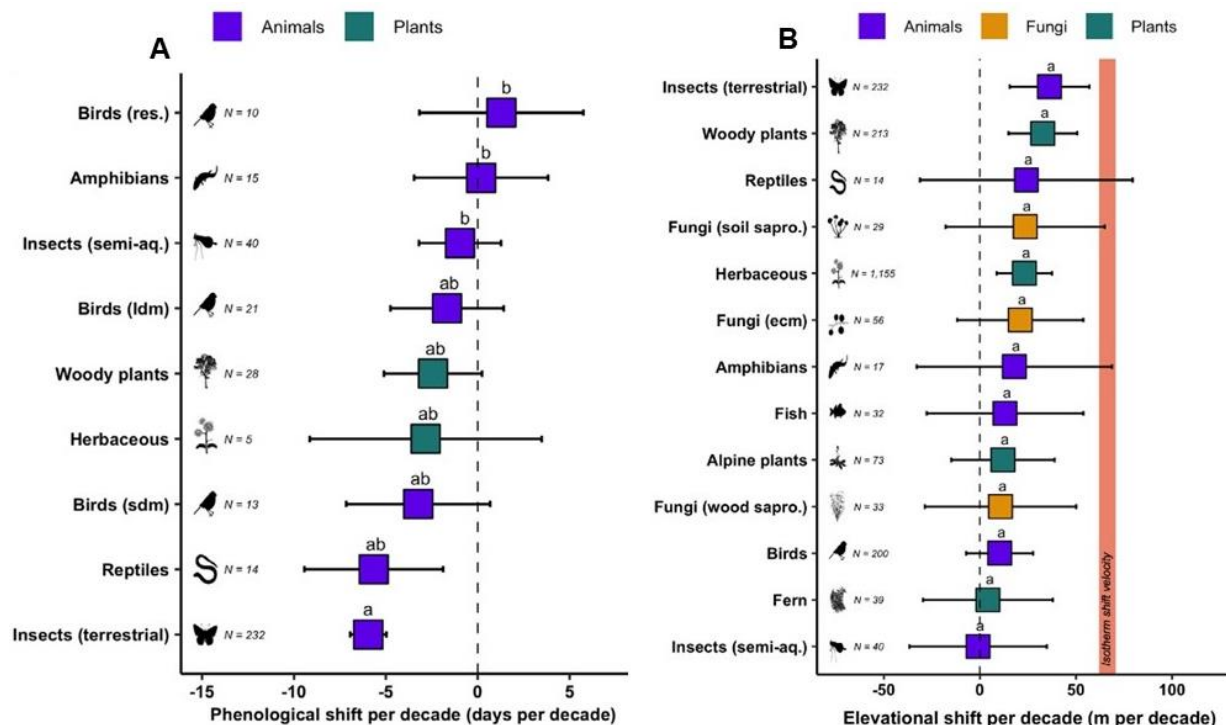 Animals Plants
A
Birds (res.) N = 10 b
Amphibians N = 15 b
Insects (semi-aq.) N = 40 b
Birds (ldm) N = 21 ab
Woody plants N = 28 ab
Herbaceous N = 5 ab
Birds (sdm) N = 13 ab
Reptiles N = 14 ab
Insects (terrestrial) N = 232 a
-15 -10 -5 0 5
Phenological shift per decade (days per decade)
Animals Fungi Plants
B
Insects (terrestrial) N = 232 a
Woody plants N = 213 a
Reptiles N = 14 a
Fungi (soil sapro.) N = 29 a
Herbaceous N = 1,155 a
Fungi (ecm) N = 56 a
Amphibians N = 17 a
Fish N = 32 a
Alpine plants N = 73 a
Fungi (wood sapro.) N = 33 a
Birds N = 200 a
Fern N = 39 a
Insects (semi-aq.) N = 40 a
Isotherm shift velocity
-50 0 50 100
Elevational shift per decade (m per decade)